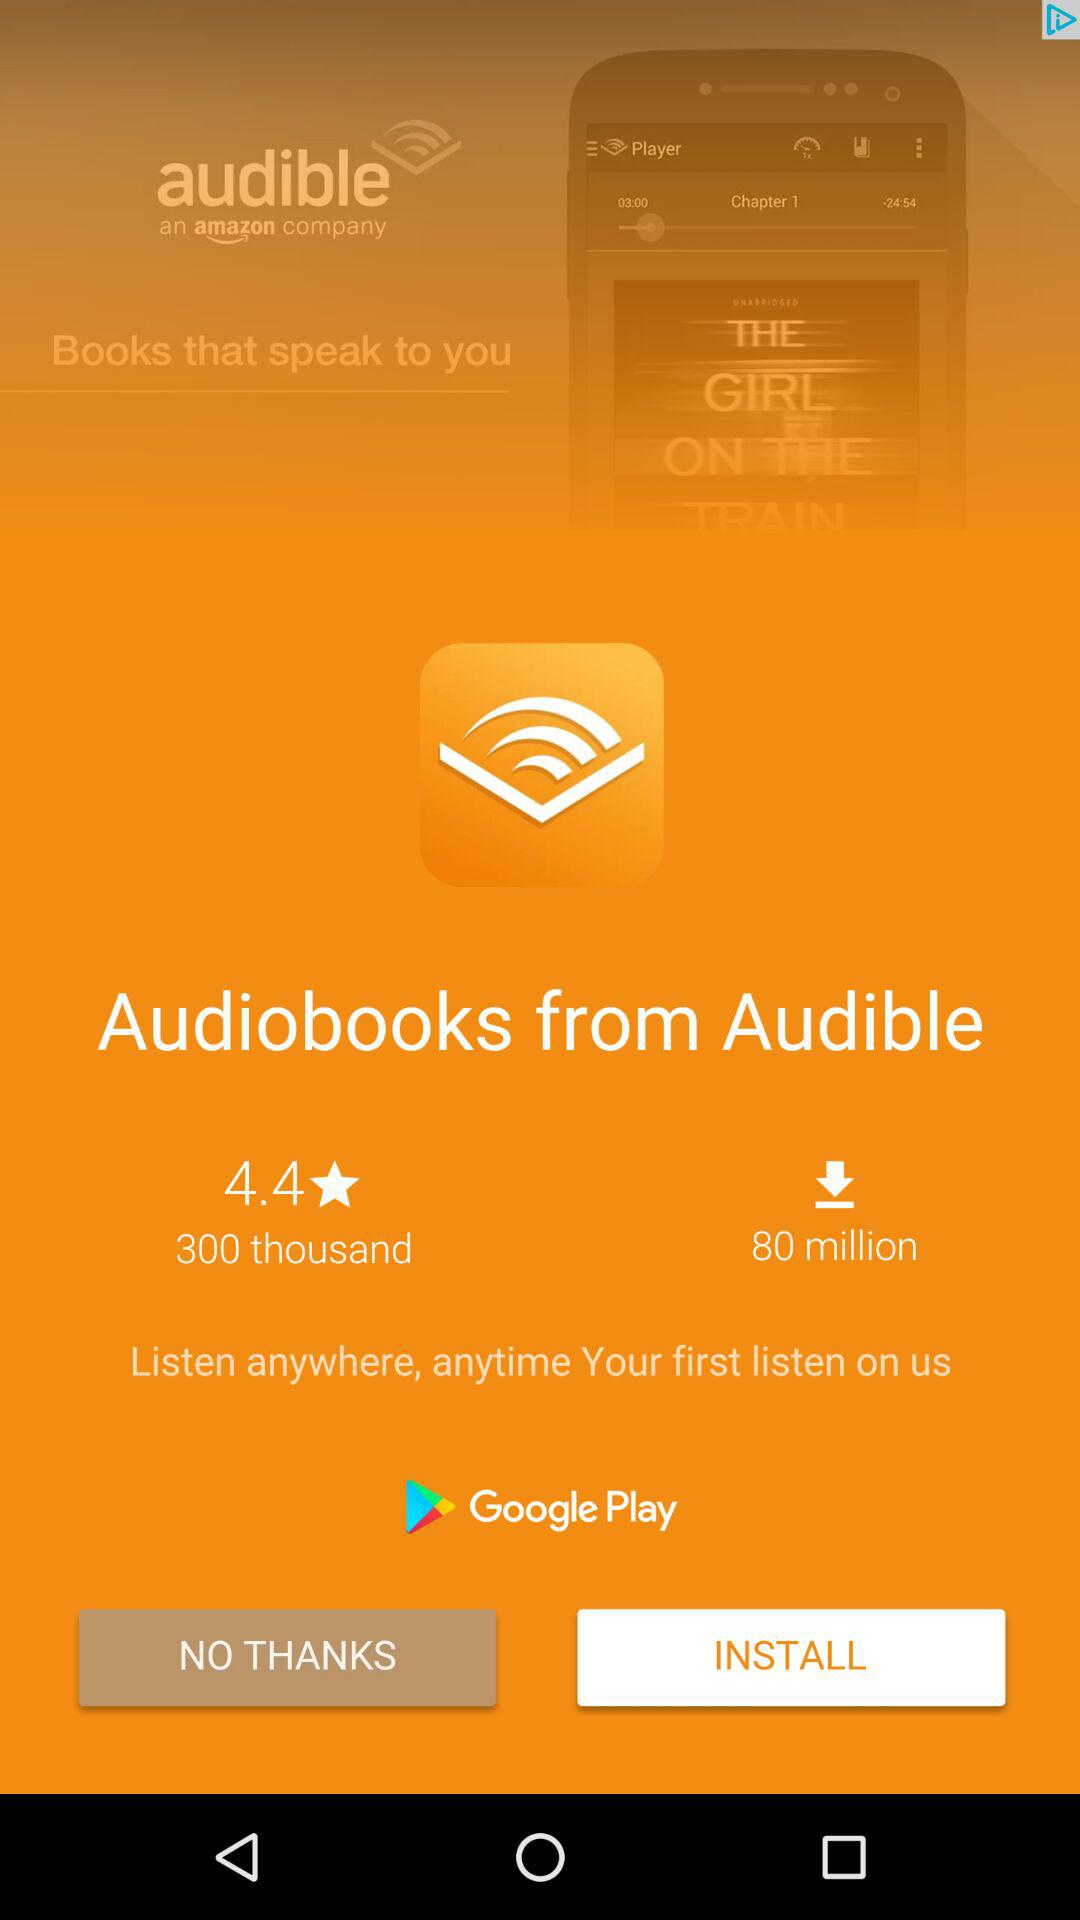 audible
an amazon company
Books that speak to you
Player
1x
03:00 Chapter 1 -24:54
UNABRIDGED
THE
GIRL
ON THE
TRAIN
Audiobooks from Audible
4.4
300 thousand
80 million
Listen anywhere, anytime Your first listen on us
Google Play
NO THANKS
INSTALL